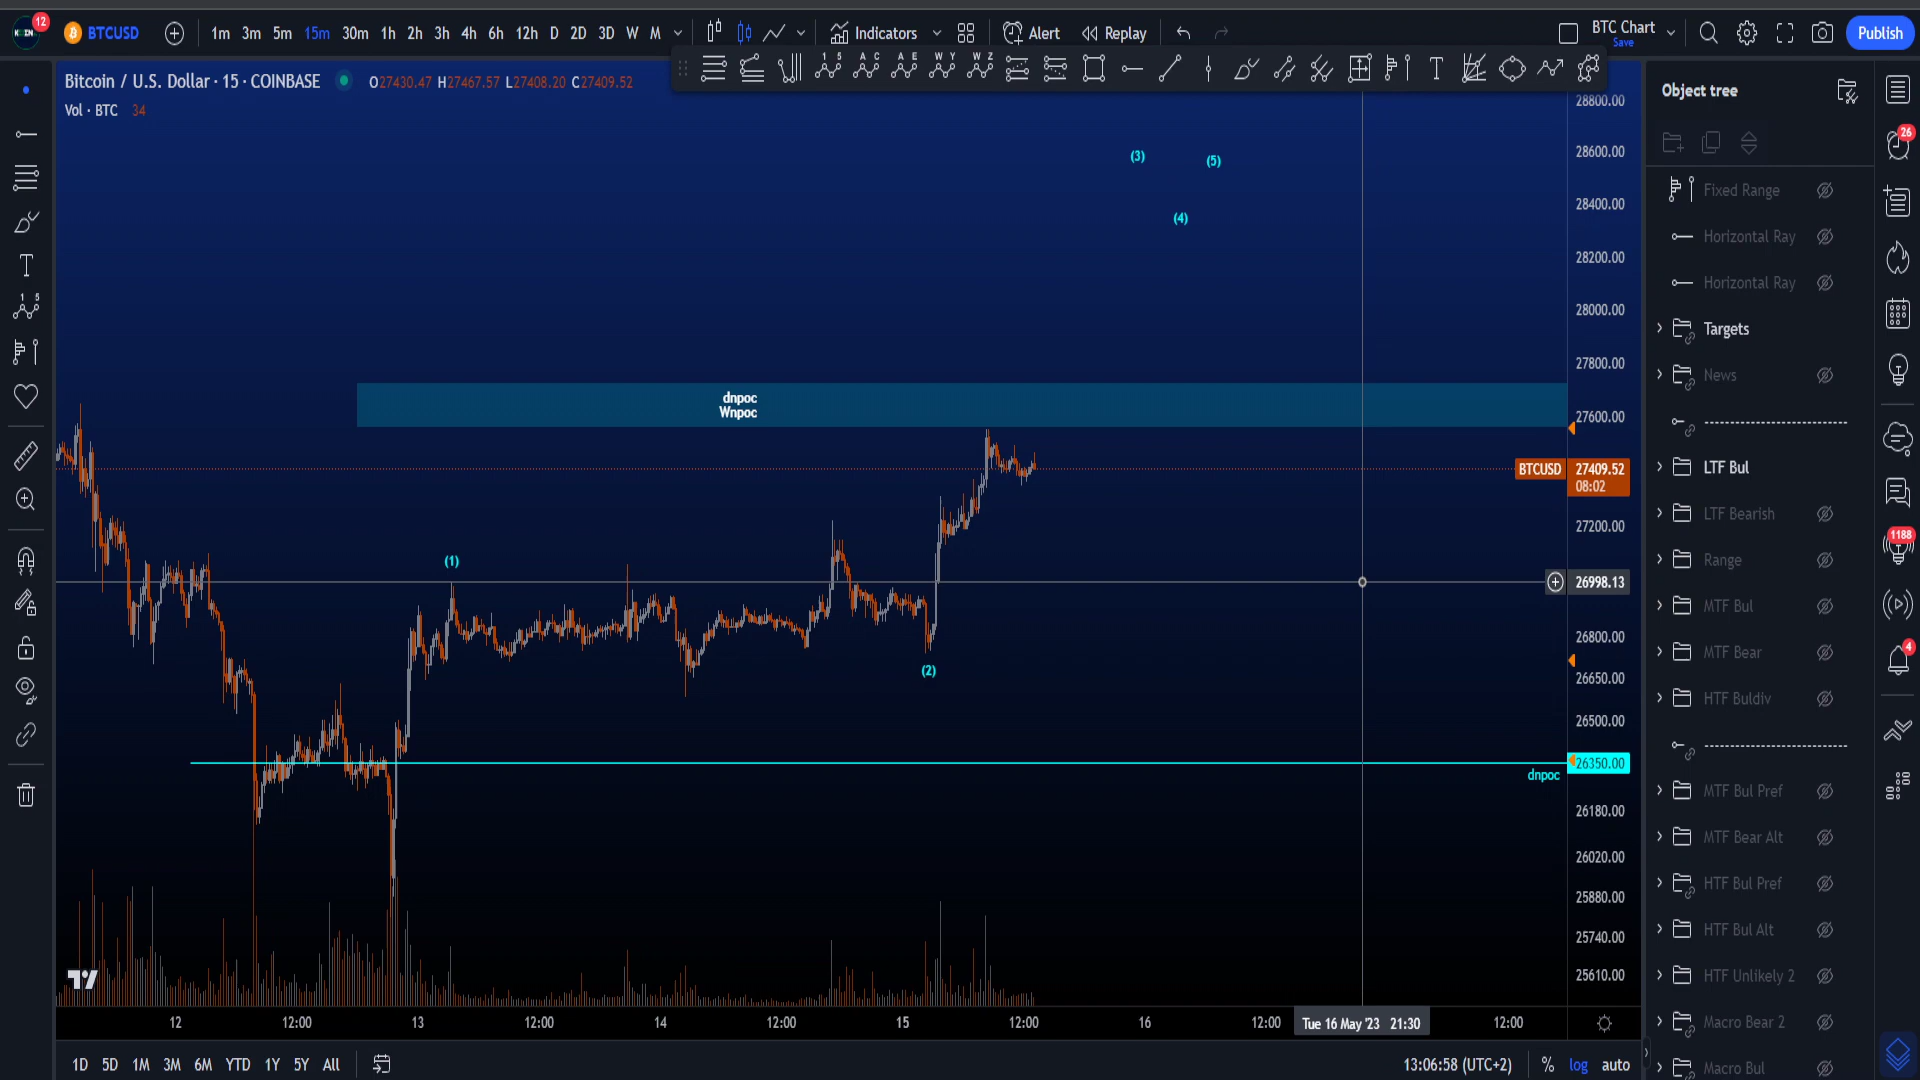 12
BTCUSD
1m 3m 5m 15m 30m 1h 2h 3h 4h 6h 12h D 2D 3D W M
Indicators
Alert
Replay
BTC Chart
Save
Publish
Bitcoin / U.S. Dollar · 15 · COINBASE
O27430.47 H27467.57 L27408.20 C27409.52
Vol · BTC 34
28800.00
28600.00
28400.00
28200.00
28000.00
27800.00
27600.00
BTCUSD 27409.52
08:02
27200.00
26998.13
26800.00
26650.00
26500.00
26350.00
26180.00
26020.00
25880.00
25740.00
25610.00
(3)
(5)
(4)
dnpoc
Wnpoc
(1)
(2)
dnpoc
12 12:00 13 12:00 14 12:00 15 12:00 16 12:00 Tue 16 May '23 21:30 12:00
1D 5D 1M 3M 6M YTD 1Y 5Y All
13:06:58 (UTC+2) % log auto
Object tree
Fixed Range
Horizontal Ray
Horizontal Ray
Targets
News
LTF Bul
LTF Bearish
Range
MTF Bul
MTF Bear
HTF Buldiv
MTF Bul Pref
MTF Bear Alt
HTF Bul Pref
HTF Bul Alt
HTF Unlikely 2
Macro Bear 2
Macro Bul
26
1188
4